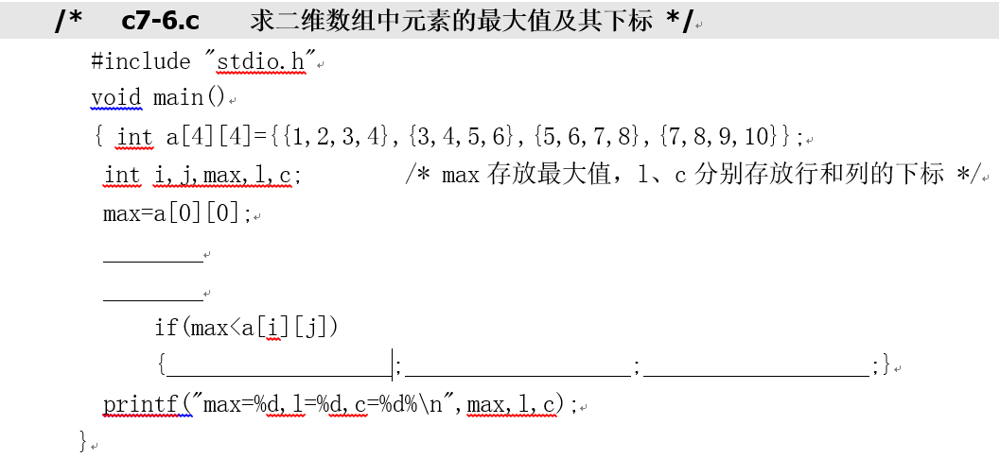 /* c7-6.c 求二维数组中元素的最大值及其下标 */
#include "stdio.h"
void main()
{ int a[4][4]={{1,2,3,4},{3,4,5,6},{5,6,7,8},{7,8,9,10}};
int i,j,max,l,c; /* max 存放最大值，l、c 分别存放行和列的下标 */
max=a[0][0];
________
________
if(max<a[i][j])
{__________________;__________________;__________________;}
printf("max=%d,l=%d,c=%d%\n",max,l,c);
}